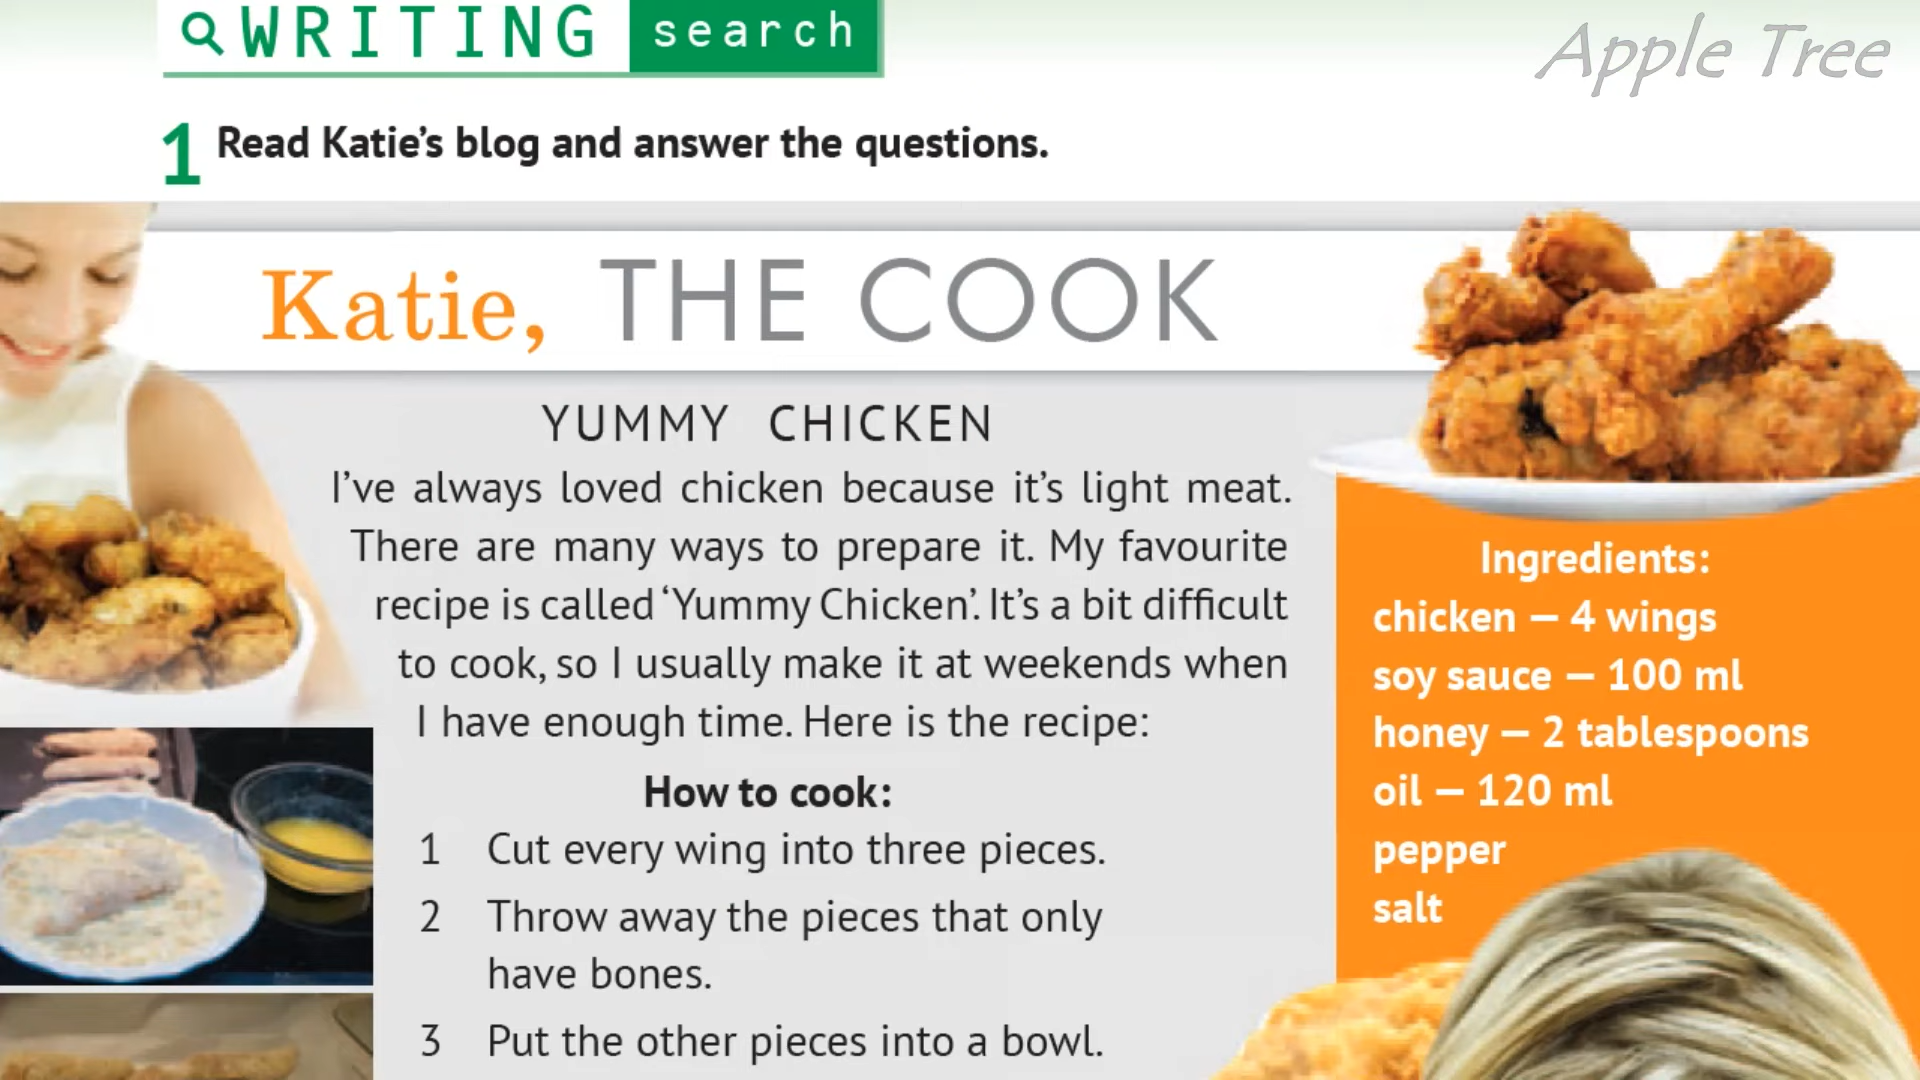 WRITING search
Apple Tree
1 Read Katie's blog and answer the questions.
Katie, THE COOK
YUMMY CHICKEN
I've always loved chicken because it's light meat.
There are many ways to prepare it. My favourite
recipe is called 'Yummy Chicken'. It's a bit difficult
to cook, so I usually make it at weekends when
I have enough time. Here is the recipe:
How to cook:
1 Cut every wing into three pieces.
2 Throw away the pieces that only
have bones.
3 Put the other pieces into a bowl.
Ingredients:
chicken — 4 wings
soy sauce — 100 ml
honey — 2 tablespoons
oil — 120 ml
pepper
salt